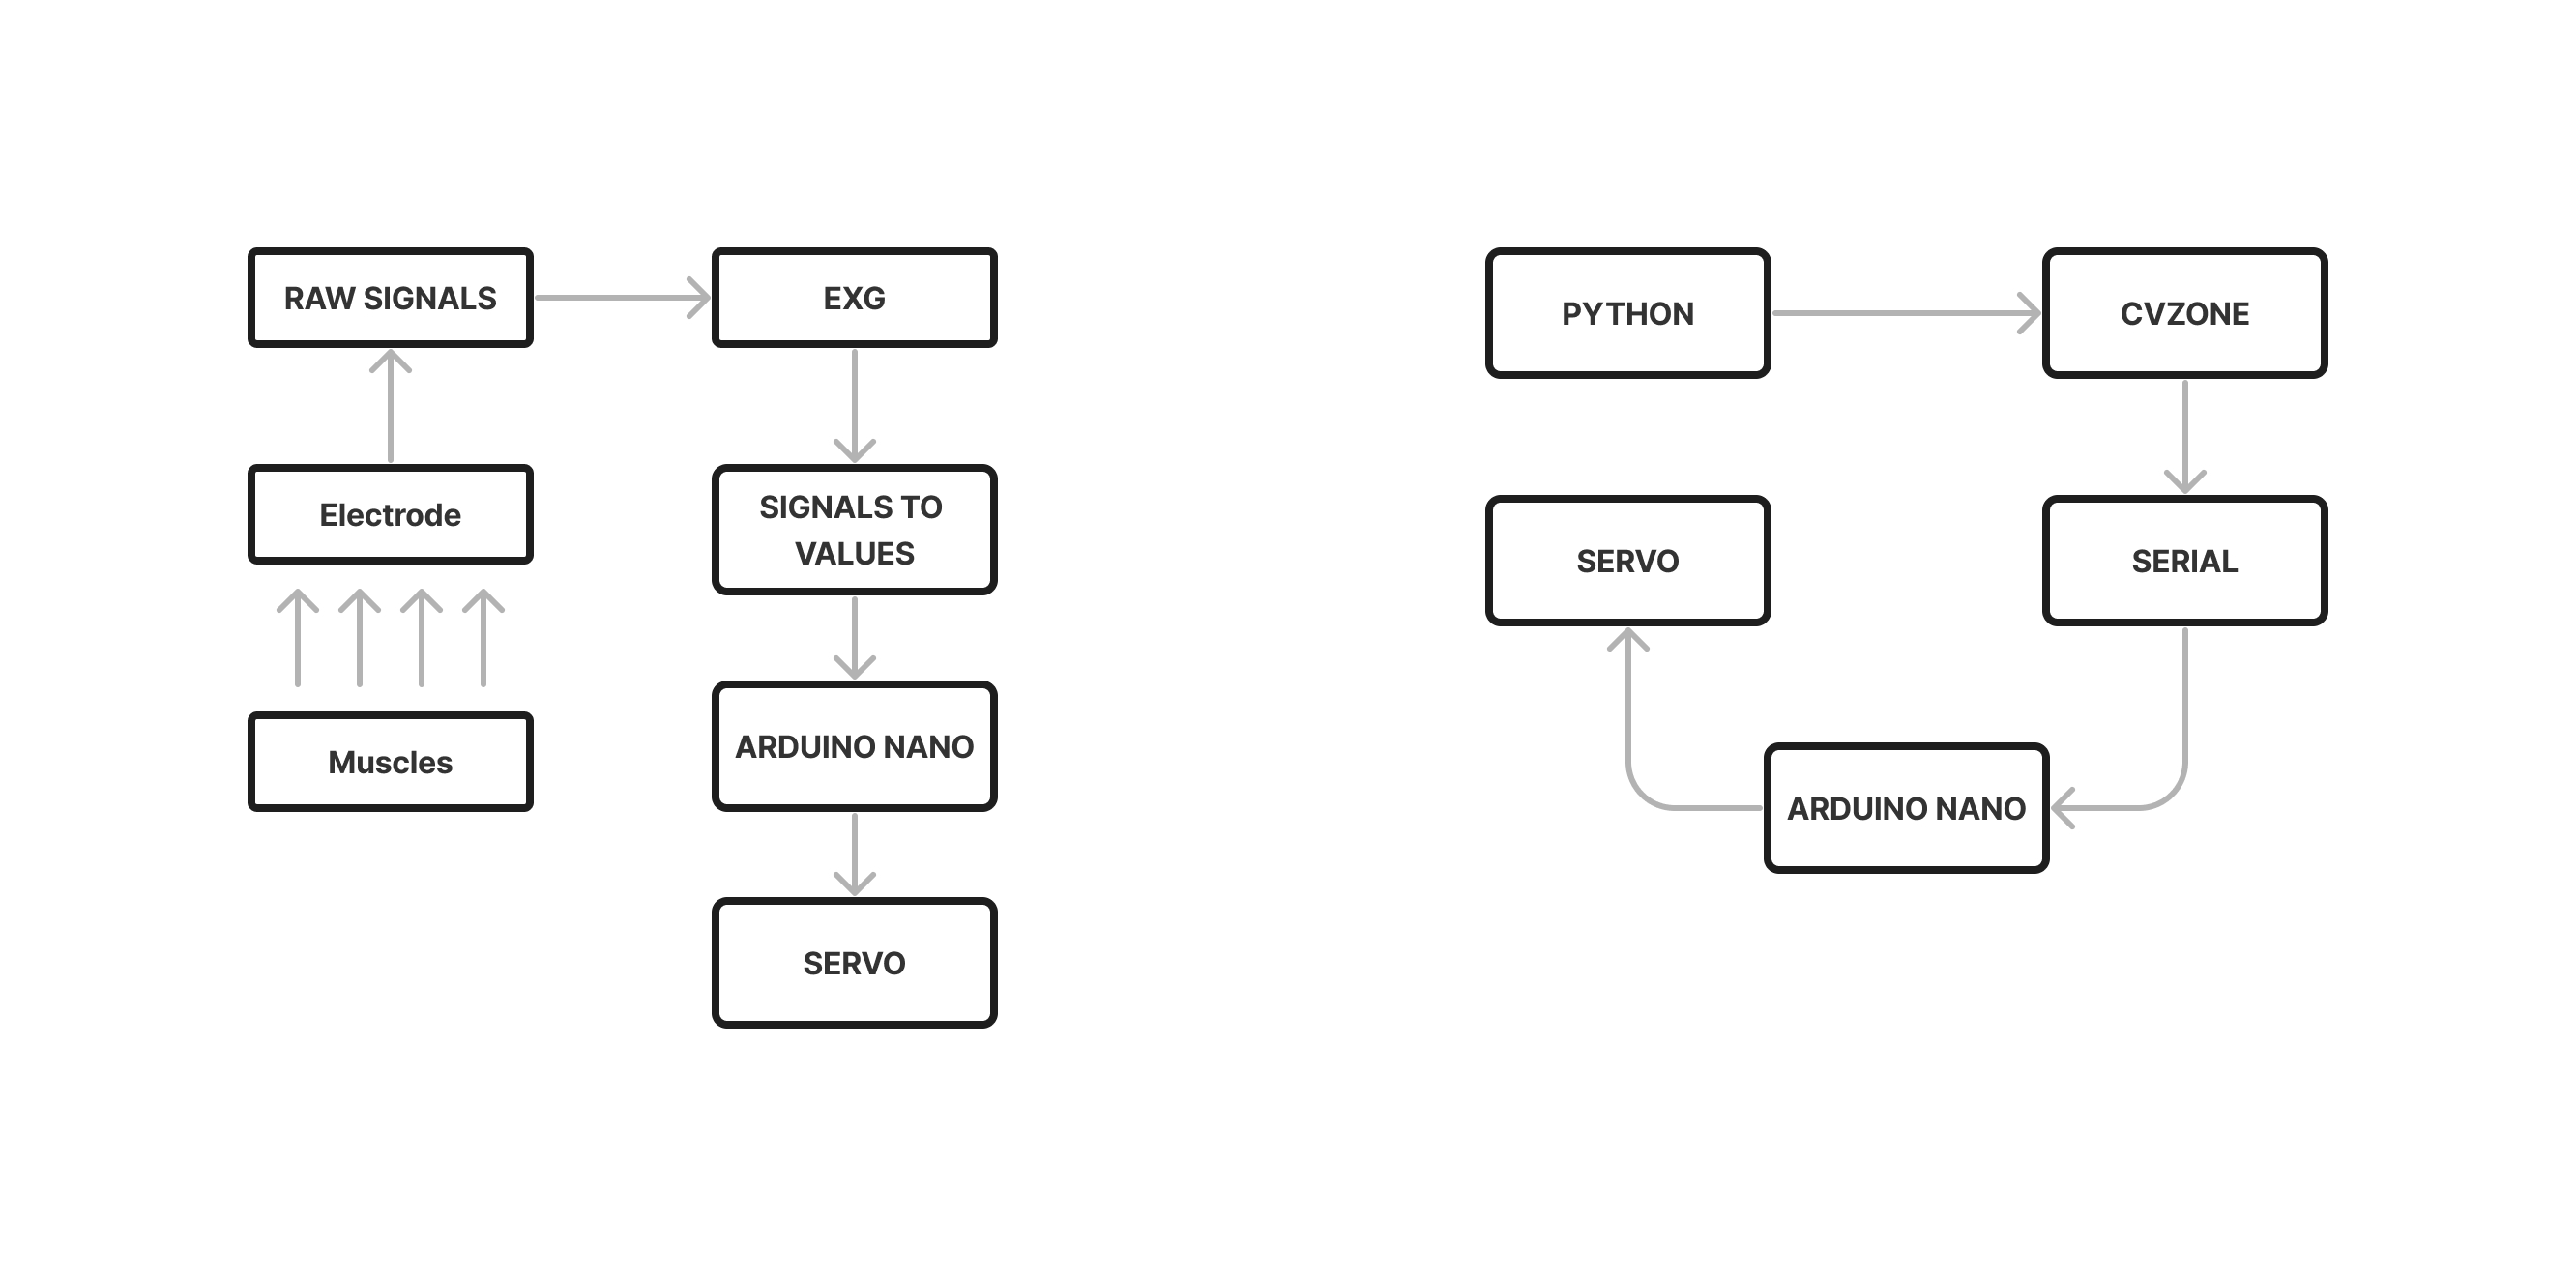 RAW SIGNALS
EXG
Electrode
SIGNALS TO
VALUES
Muscles
ARDUINO NANO
SERVO
PYTHON
CVZONE
SERVO
SERIAL
ARDUINO NANO